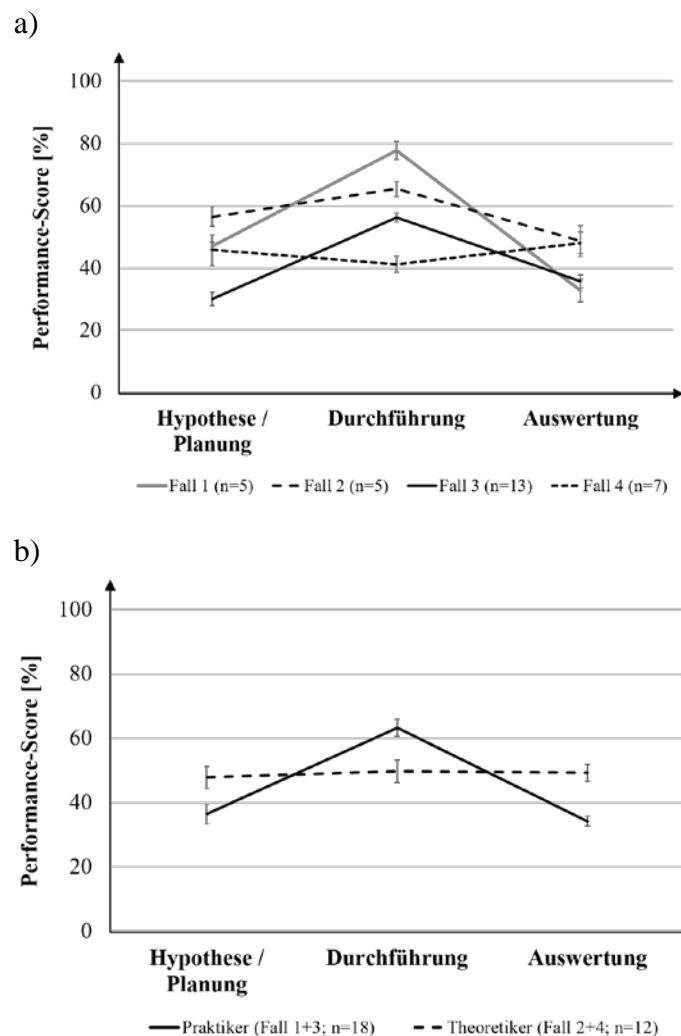 a)
100
80
60
40
20
0
Performance-Score [%]
Hypothese / Durchführung Auswertung
Planung
Fall 1 (n=5) Fall 2 (n=5) Fall 3 (n=13) Fall 4 (n=7)
b)
100
80
60
40
20
0
Performance-Score [%]
Hypothese / Durchführung Auswertung
Planung
Praktiker (Fall 1+3; n=18) Theoretiker (Fall 2+4; n=12)